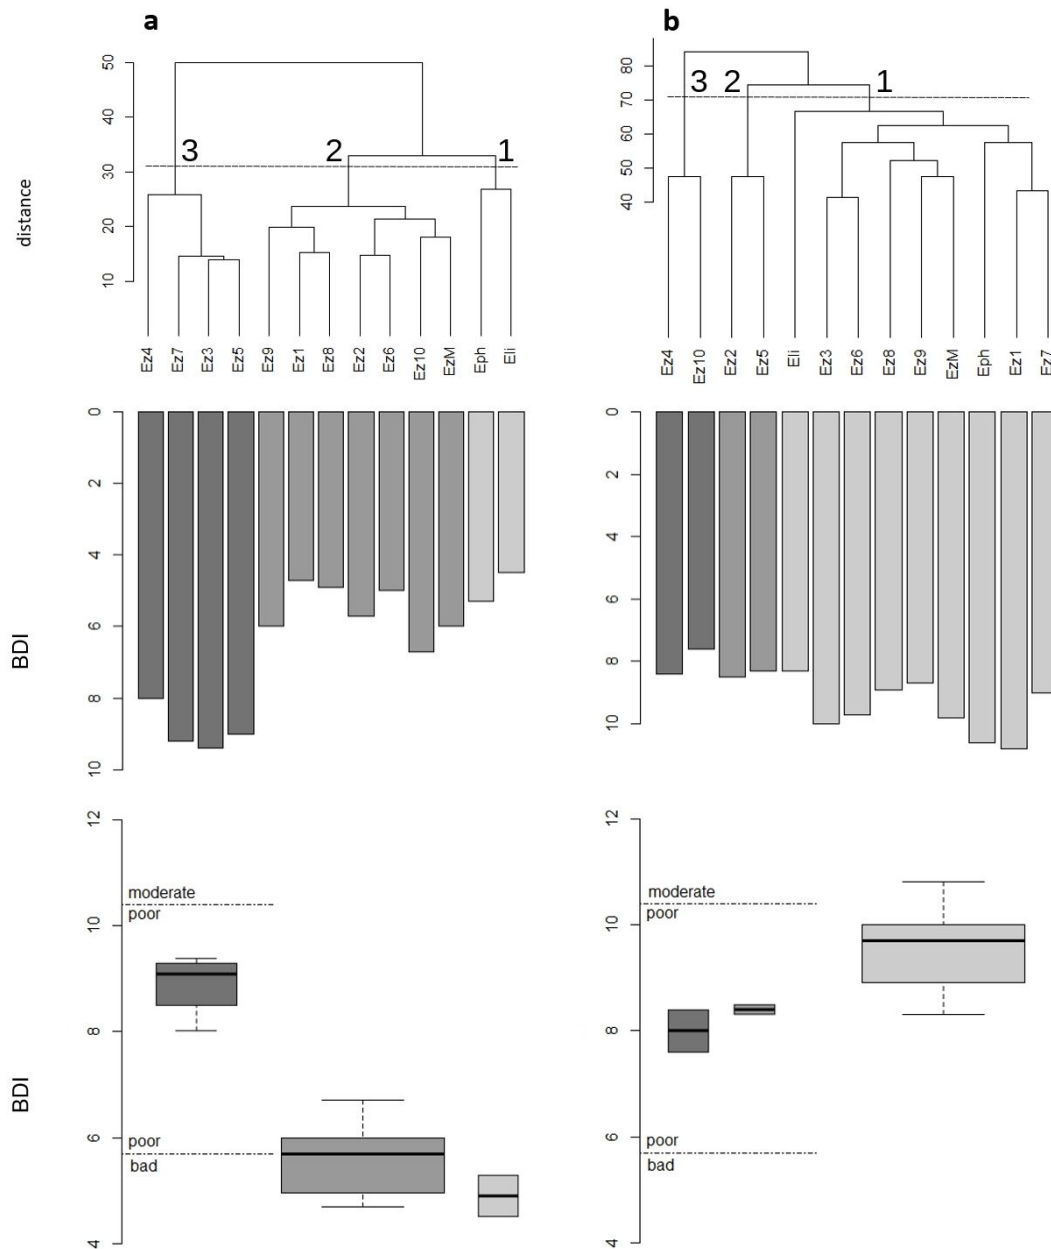 a
50
40
30
20
10
distance
3
2
1
Ez4
Ez7
Ez3
Ez5
Ez9
Ez1
Ez8
Ez2
Ez6
Ez10
EzM
Eph
Eli
b
80
70
60
50
40
3
2
1
Ez4
Ez10
Ez2
Ez5
Eli
Ez3
Ez6
Ez8
Ez9
EzM
Eph
Ez1
Ez7
0
2
4
6
8
10
BDI
0
2
4
6
8
10
12
10
8
6
4
BDI
moderate
poor
poor
bad
12
10
8
6
4
moderate
poor
poor
bad